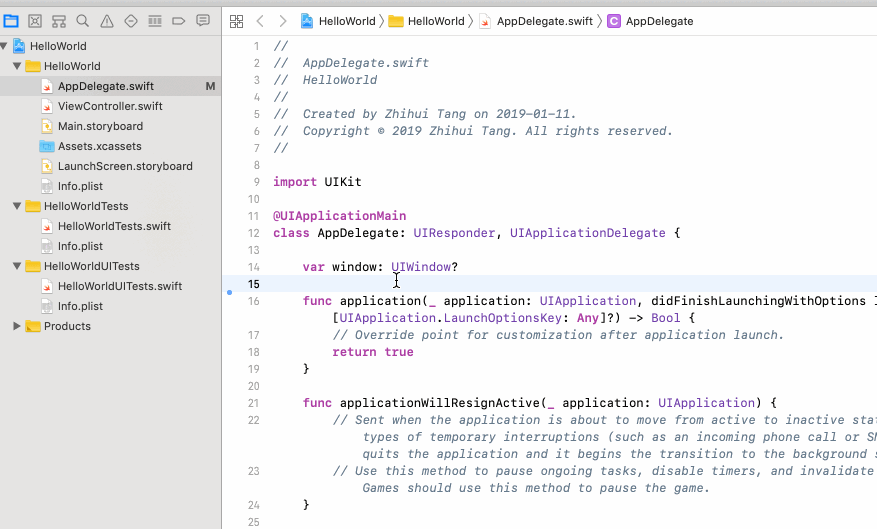 HelloWorld 〉 HelloWorld 〉 AppDelegate.swift 〉 C AppDelegate
HelloWorld
HelloWorld
AppDelegate.swift M
ViewController.swift
Main.storyboard
Assets.xcassets
LaunchScreen.storyboard
Info.plist
HelloWorldTests
HelloWorldTests.swift
Info.plist
HelloWorldUITests
HelloWorldUITests.swift
Info.plist
Products
1 //
2 //  AppDelegate.swift
3 //  HelloWorld
4 //
5 //  Created by Zhihui Tang on 2019-01-11.
6 //  Copyright © 2019 Zhihui Tang. All rights reserved.
7 //
8
9 import UIKit
10
11 @UIApplicationMain
12 class AppDelegate: UIResponder, UIApplicationDelegate {
13
14     var window: UIWindow?
15
16     func application(_ application: UIApplication, didFinishLaunchingWithOptions
[UIApplication.LaunchOptionsKey: Any]?) -> Bool {
17         // Override point for customization after application launch.
18         return true
19     }
20
21     func applicationWillResignActive(_ application: UIApplication) {
22         // Sent when the application is about to move from active to inactive stat
types of temporary interruptions (such as an incoming phone call or SM
quits the application and it begins the transition to the background s
23         // Use this method to pause ongoing tasks, disable timers, and invalidate
Games should use this method to pause the game.
24     }
25